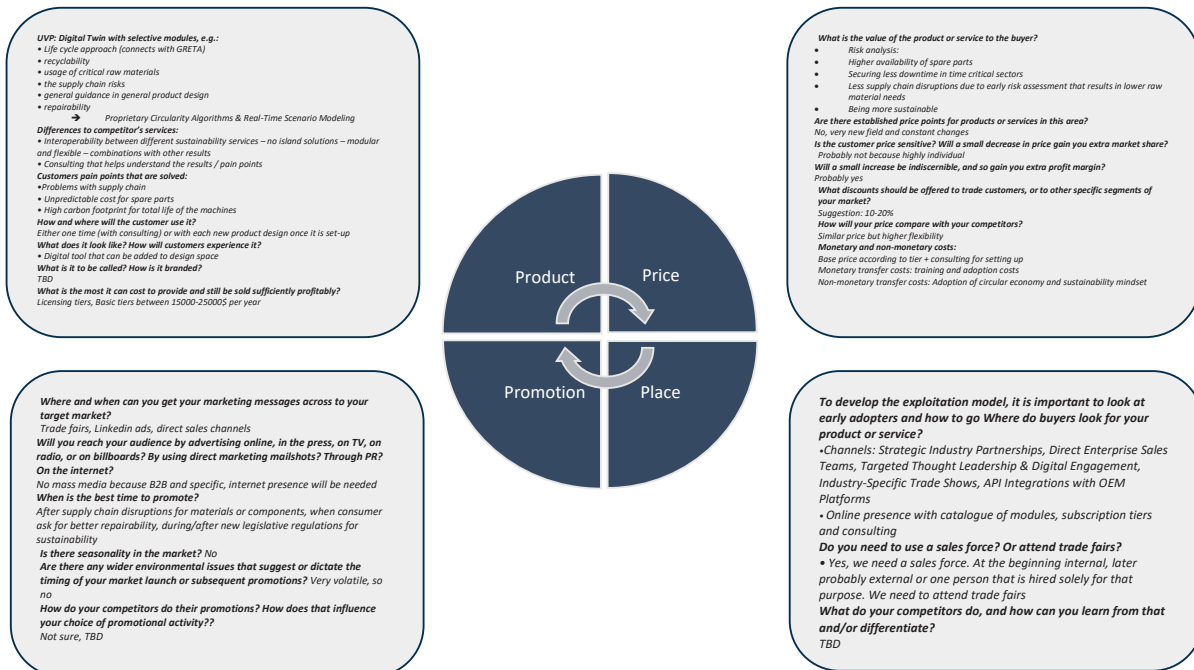 UVP: Digital Twin with selective modules, e.g.:
• Life cycle approach (connects with GRETA)
• recyclability
• usage of critical raw materials
• the supply chain risks
• general guidance in general product design
• repairability
➔ Proprietary Circularity Algorithms & Real-Time Scenario Modeling
Differences to competitor's services:
• Interoperability between different sustainability services – no island solutions – modular
and flexible – combinations with other results
• Consulting that helps understand the results / pain points
Customers pain points that are solved:
•Problems with supply chain
• Unpredictable cost for spare parts
• High carbon footprint for total life of the machines
How and where will the customer use it?
Either one time (with consulting) or with each new product design once it is set-up
What does it look like? How will customers experience it?
• Digital tool that can be added to design space
What is it to be called? How is it branded?
TBD
What is the most it can cost to provide and still be sold sufficiently profitably?
Licensing tiers, Basic tiers between 15000-25000$ per year
What is the value of the product or service to the buyer?
• Risk analysis:
• Higher availability of spare parts
• Securing less downtime in time critical sectors
• Less supply chain disruptions due to early risk assessment that results in lower raw
material needs
• Being more sustainable
Are there established price points for products or services in this area?
No, very new field and constant changes
Is the customer price sensitive? Will a small decrease in price gain you extra market share?
Probably not because highly individual
Will a small increase be indiscernible, and so gain you extra profit margin?
Probably yes
What discounts should be offered to trade customers, or to other specific segments of
your market?
Suggestion: 10-20%
How will your price compare with your competitors?
Similar price but higher flexibility
Monetary and non-monetary costs:
Base price according to tier + consulting for setting up
Monetary transfer costs: training and adoption costs
Non-monetary transfer costs: Adoption of circular economy and sustainability mindset
Product
Price
Promotion
Place
Where and when can you get your marketing messages across to your
target market?
Trade fairs, Linkedin ads, direct sales channels
Will you reach your audience by advertising online, in the press, on TV, on
radio, or on billboards? By using direct marketing mailshots? Through PR?
On the internet?
No mass media because B2B and specific, internet presence will be needed
When is the best time to promote?
After supply chain disruptions for materials or components, when consumer
ask for better repairability, during/after new legislative regulations for
sustainability
Is there seasonality in the market? No
Are there any wider environmental issues that suggest or dictate the
timing of your market launch or subsequent promotions? Very volatile, so
no
How do your competitors do their promotions? How does that influence
your choice of promotional activity??
Not sure, TBD
To develop the exploitation model, it is important to look at
early adopters and how to go Where do buyers look for your
product or service?
•Channels: Strategic Industry Partnerships, Direct Enterprise Sales
Teams, Targeted Thought Leadership & Digital Engagement,
Industry-Specific Trade Shows, API Integrations with OEM
Platforms
• Online presence with catalogue of modules, subscription tiers
and consulting
Do you need to use a sales force? Or attend trade fairs?
• Yes, we need a sales force. At the beginning internal, later
probably external or one person that is hired solely for that
purpose. We need to attend trade fairs
What do your competitors do, and how can you learn from that
and/or differentiate?
TBD